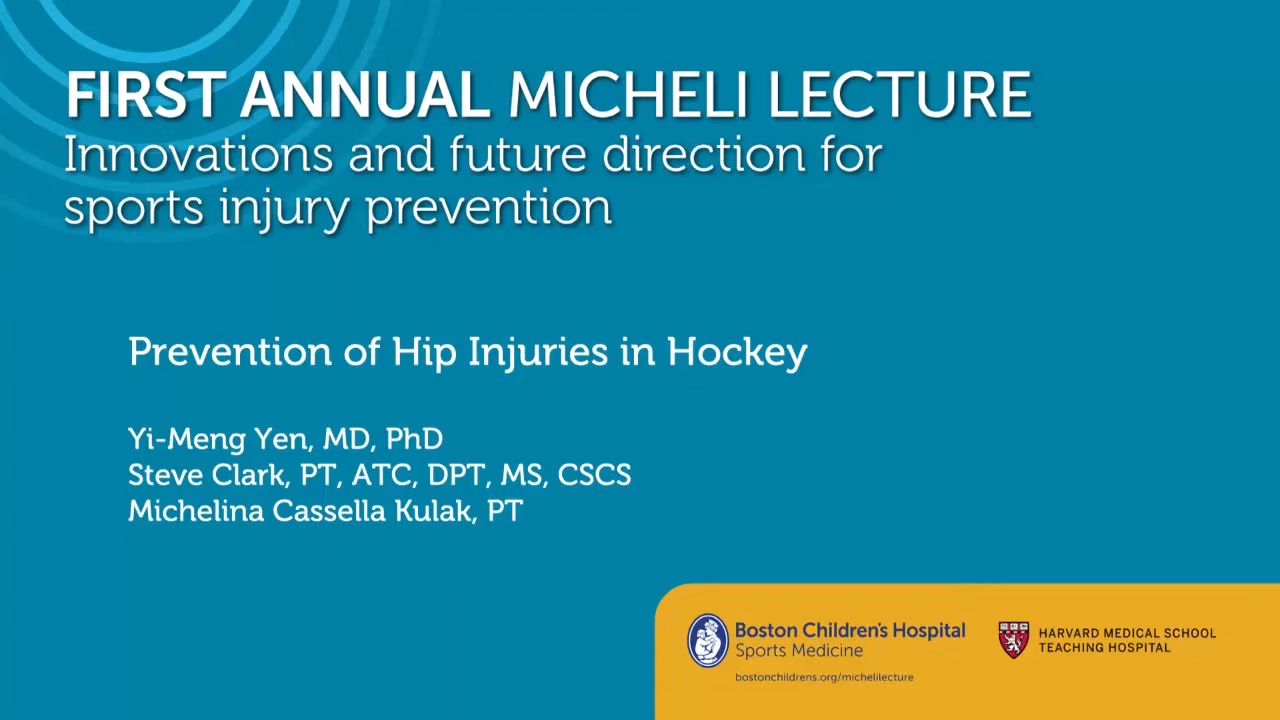 FIRST ANNUAL MICHELI LECTURE
Innovations and future direction for
sports injury prevention
Prevention of Hip Injuries in Hockey
Yi-Meng Yen, MD, PhD
Steve Clark, PT, ATC, DPT, MS, CSCS
Michelina Cassella Kulak, PT
Boston Children's Hospital
Sports Medicine
bostonchildrens.org/michelilecture
HARVARD MEDICAL SCHOOL
TEACHING HOSPITAL